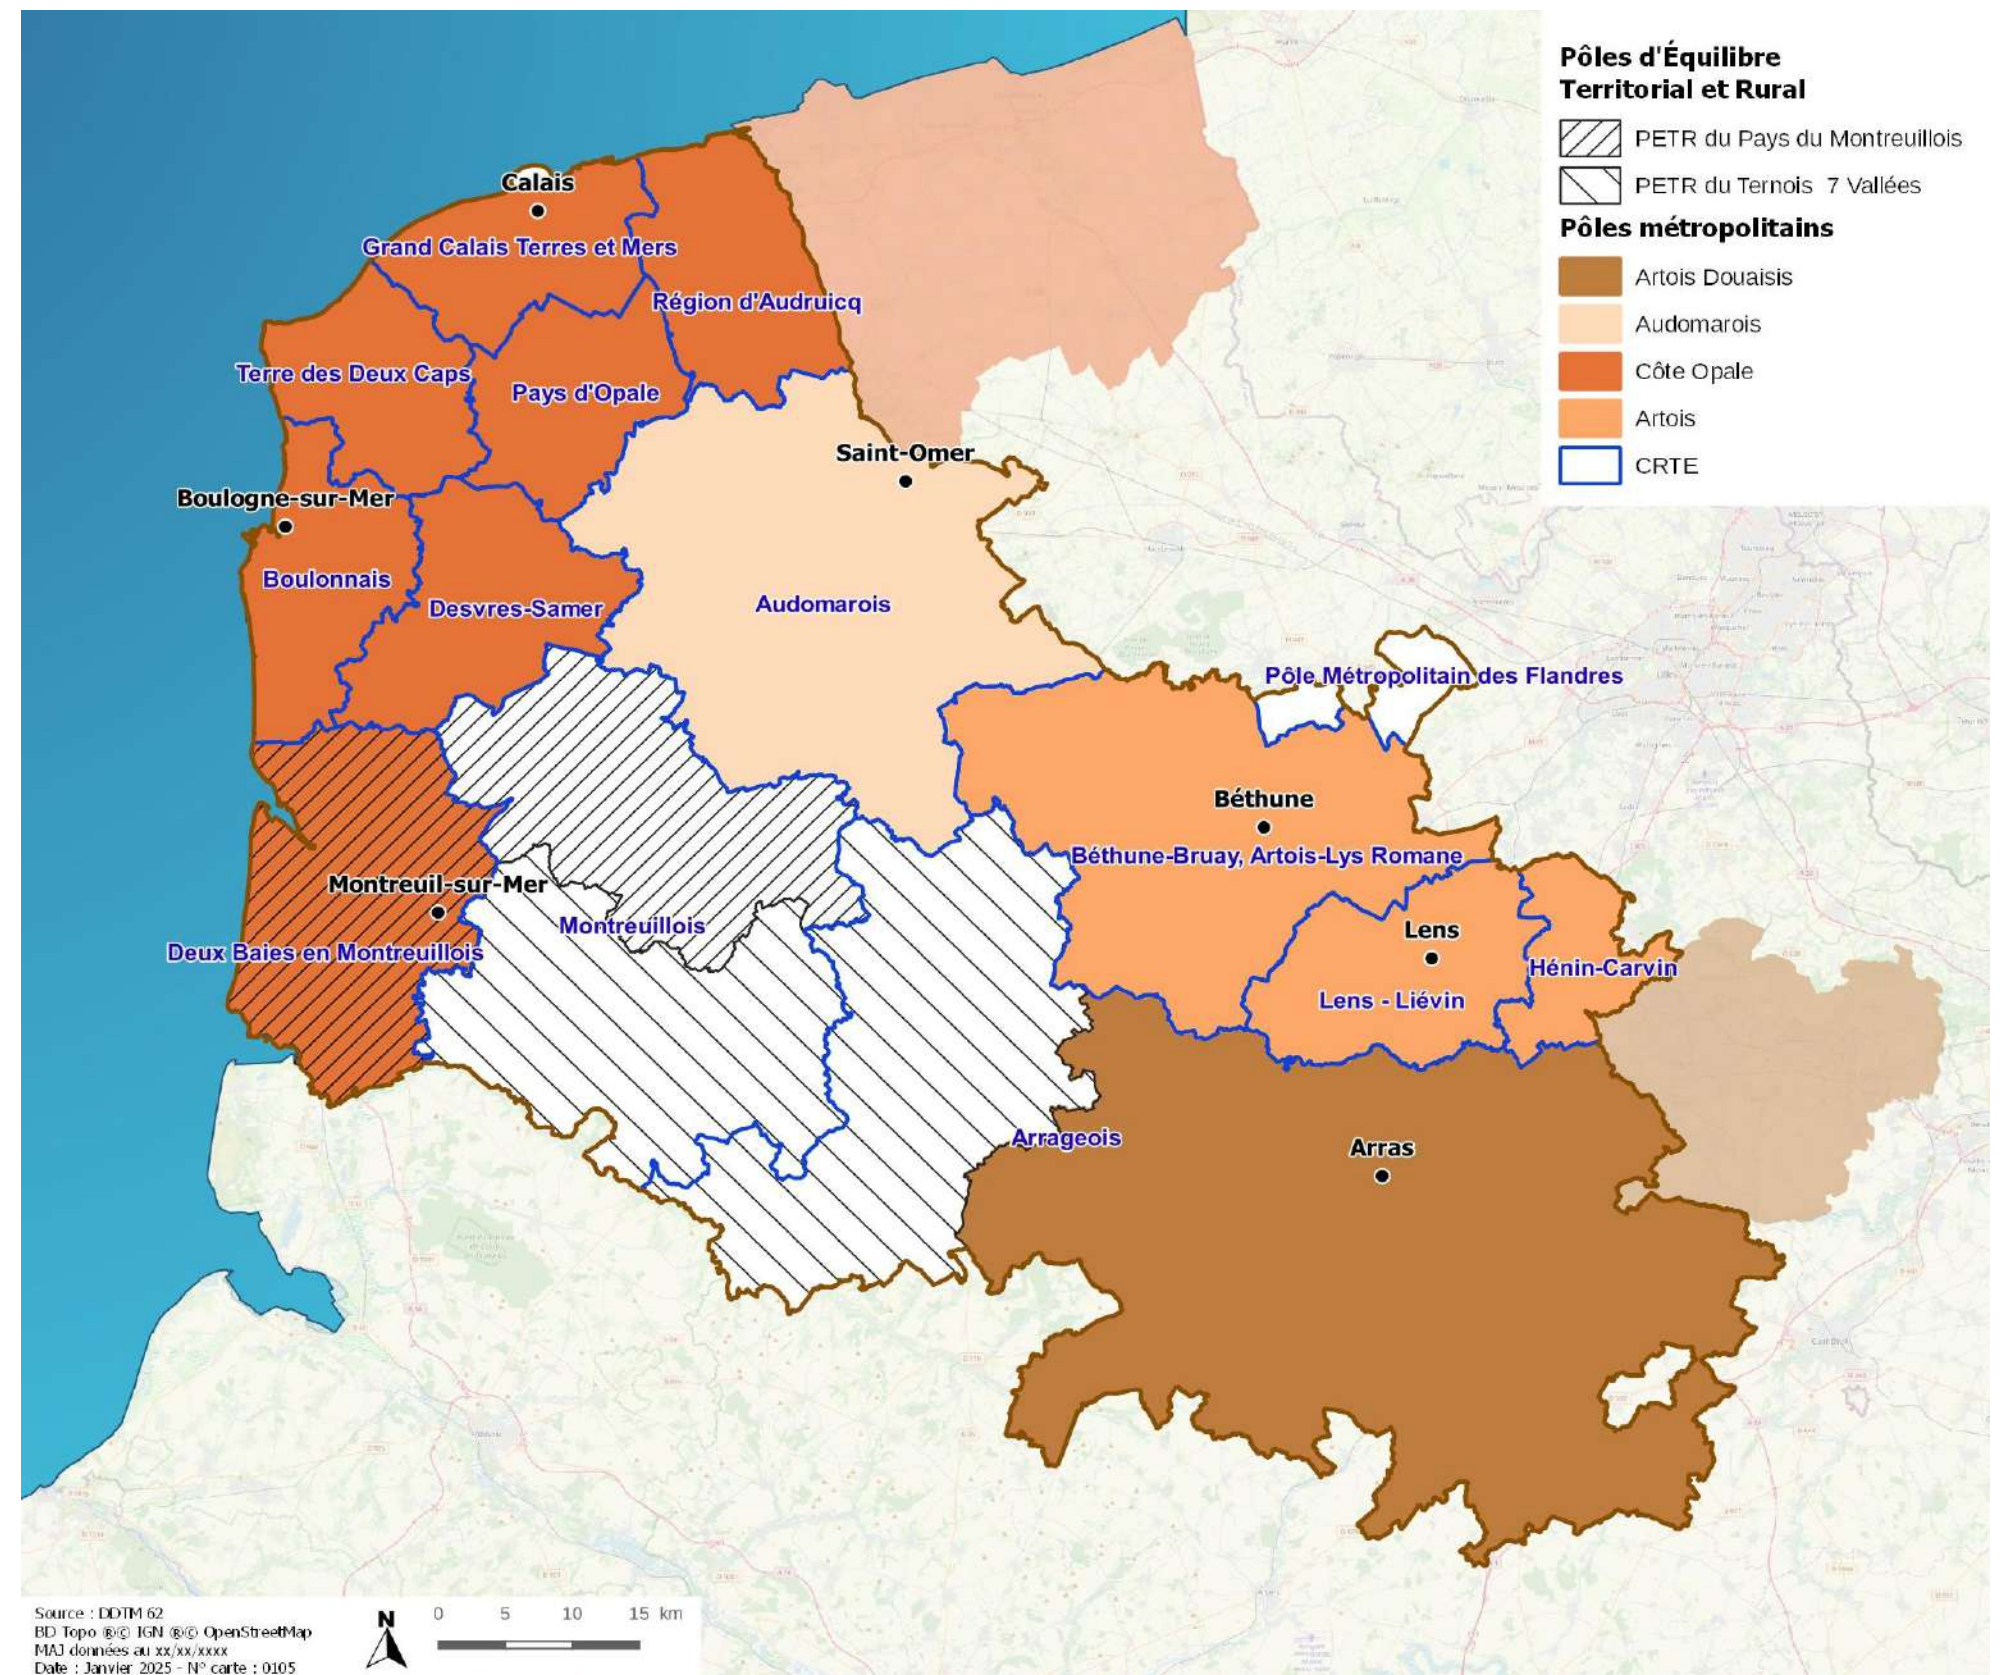 Pôles d'Équilibre
Territorial et Rural
PETR du Pays du Montreuillois
PETR du Ternois 7 Vallées
Pôles métropolitains
Artois Douaisis
Audomarois
Côte Opale
Artois
CRTE
Calais
Grand Calais Terres et Mers
Région d'Audruicq
Terre des Deux Caps
Pays d'Opale
Saint-Omer
Boulogne-sur-Mer
Boulonnais
Desvres-Samer
Audomarois
Pôle Métropolitain des Flandres
Béthune
Béthune-Bruay, Artois-Lys Romane
Montreuil-sur-Mer
Montreuillois
Deux Baies en Montreuillois
Lens
Hénin-Carvin
Lens - Liévin
Arrageois
Arras
Source : DDTM 62
BD Topo ®© IGN ®© OpenStreetMap
MAJ données au xx/xx/xxxx
Date : Janvier 2025 - N° carte : 0105
N
0 5 10 15 km